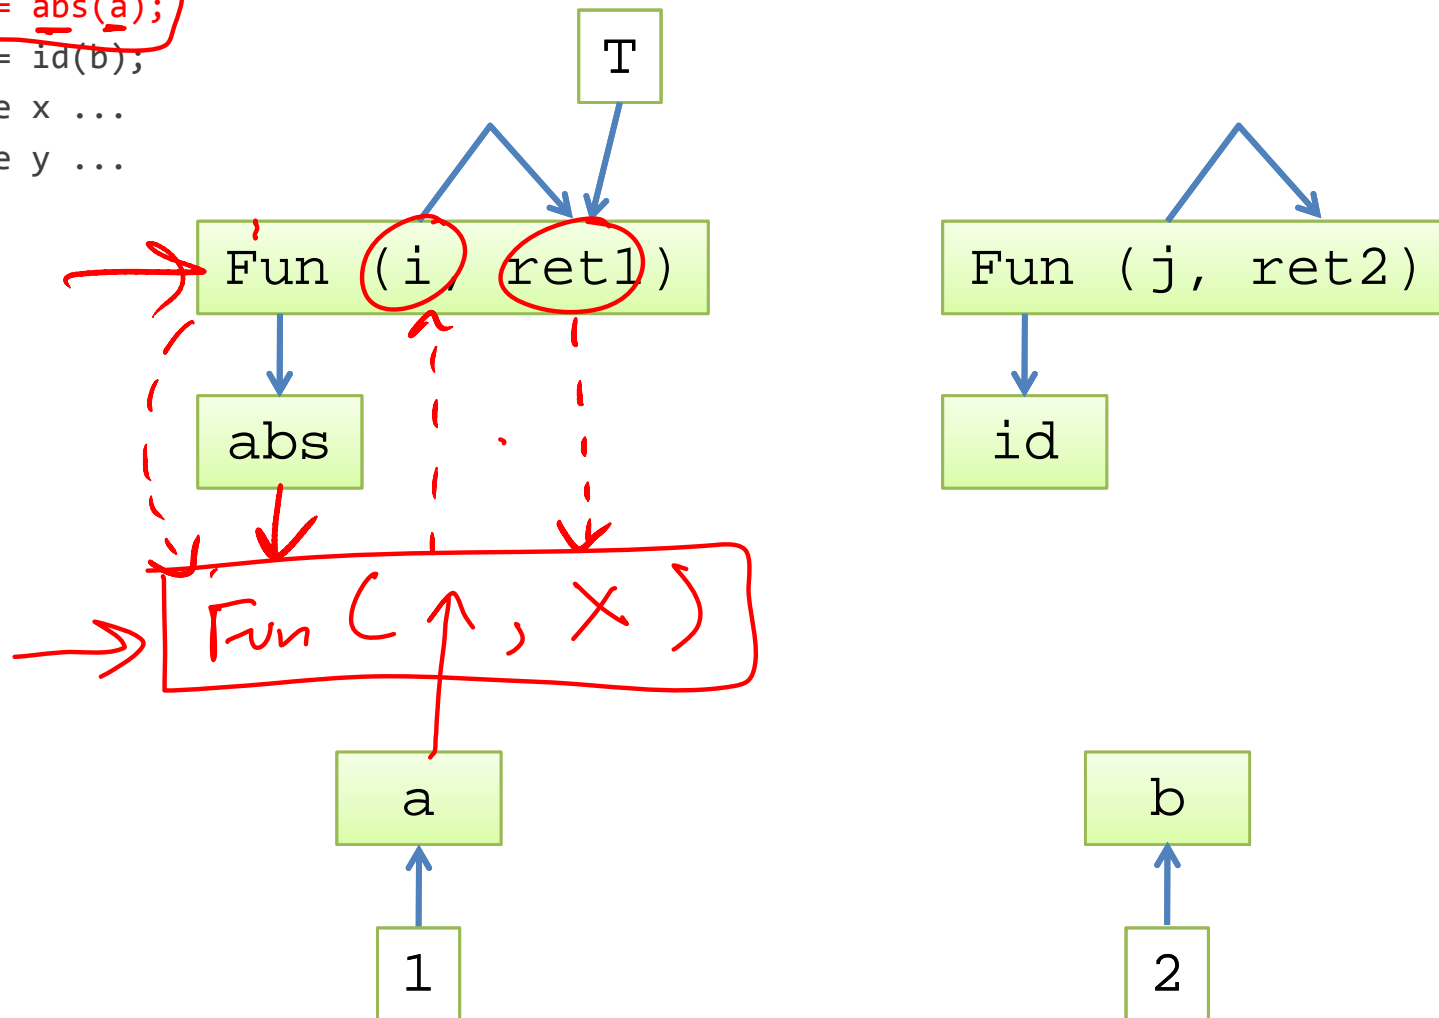 = abs(a);
= id(b);
e x ...
e y ...
T
Fun (i, ret1)
Fun (j, ret2)
abs
id
Fun ( , X )
a
b
1
2